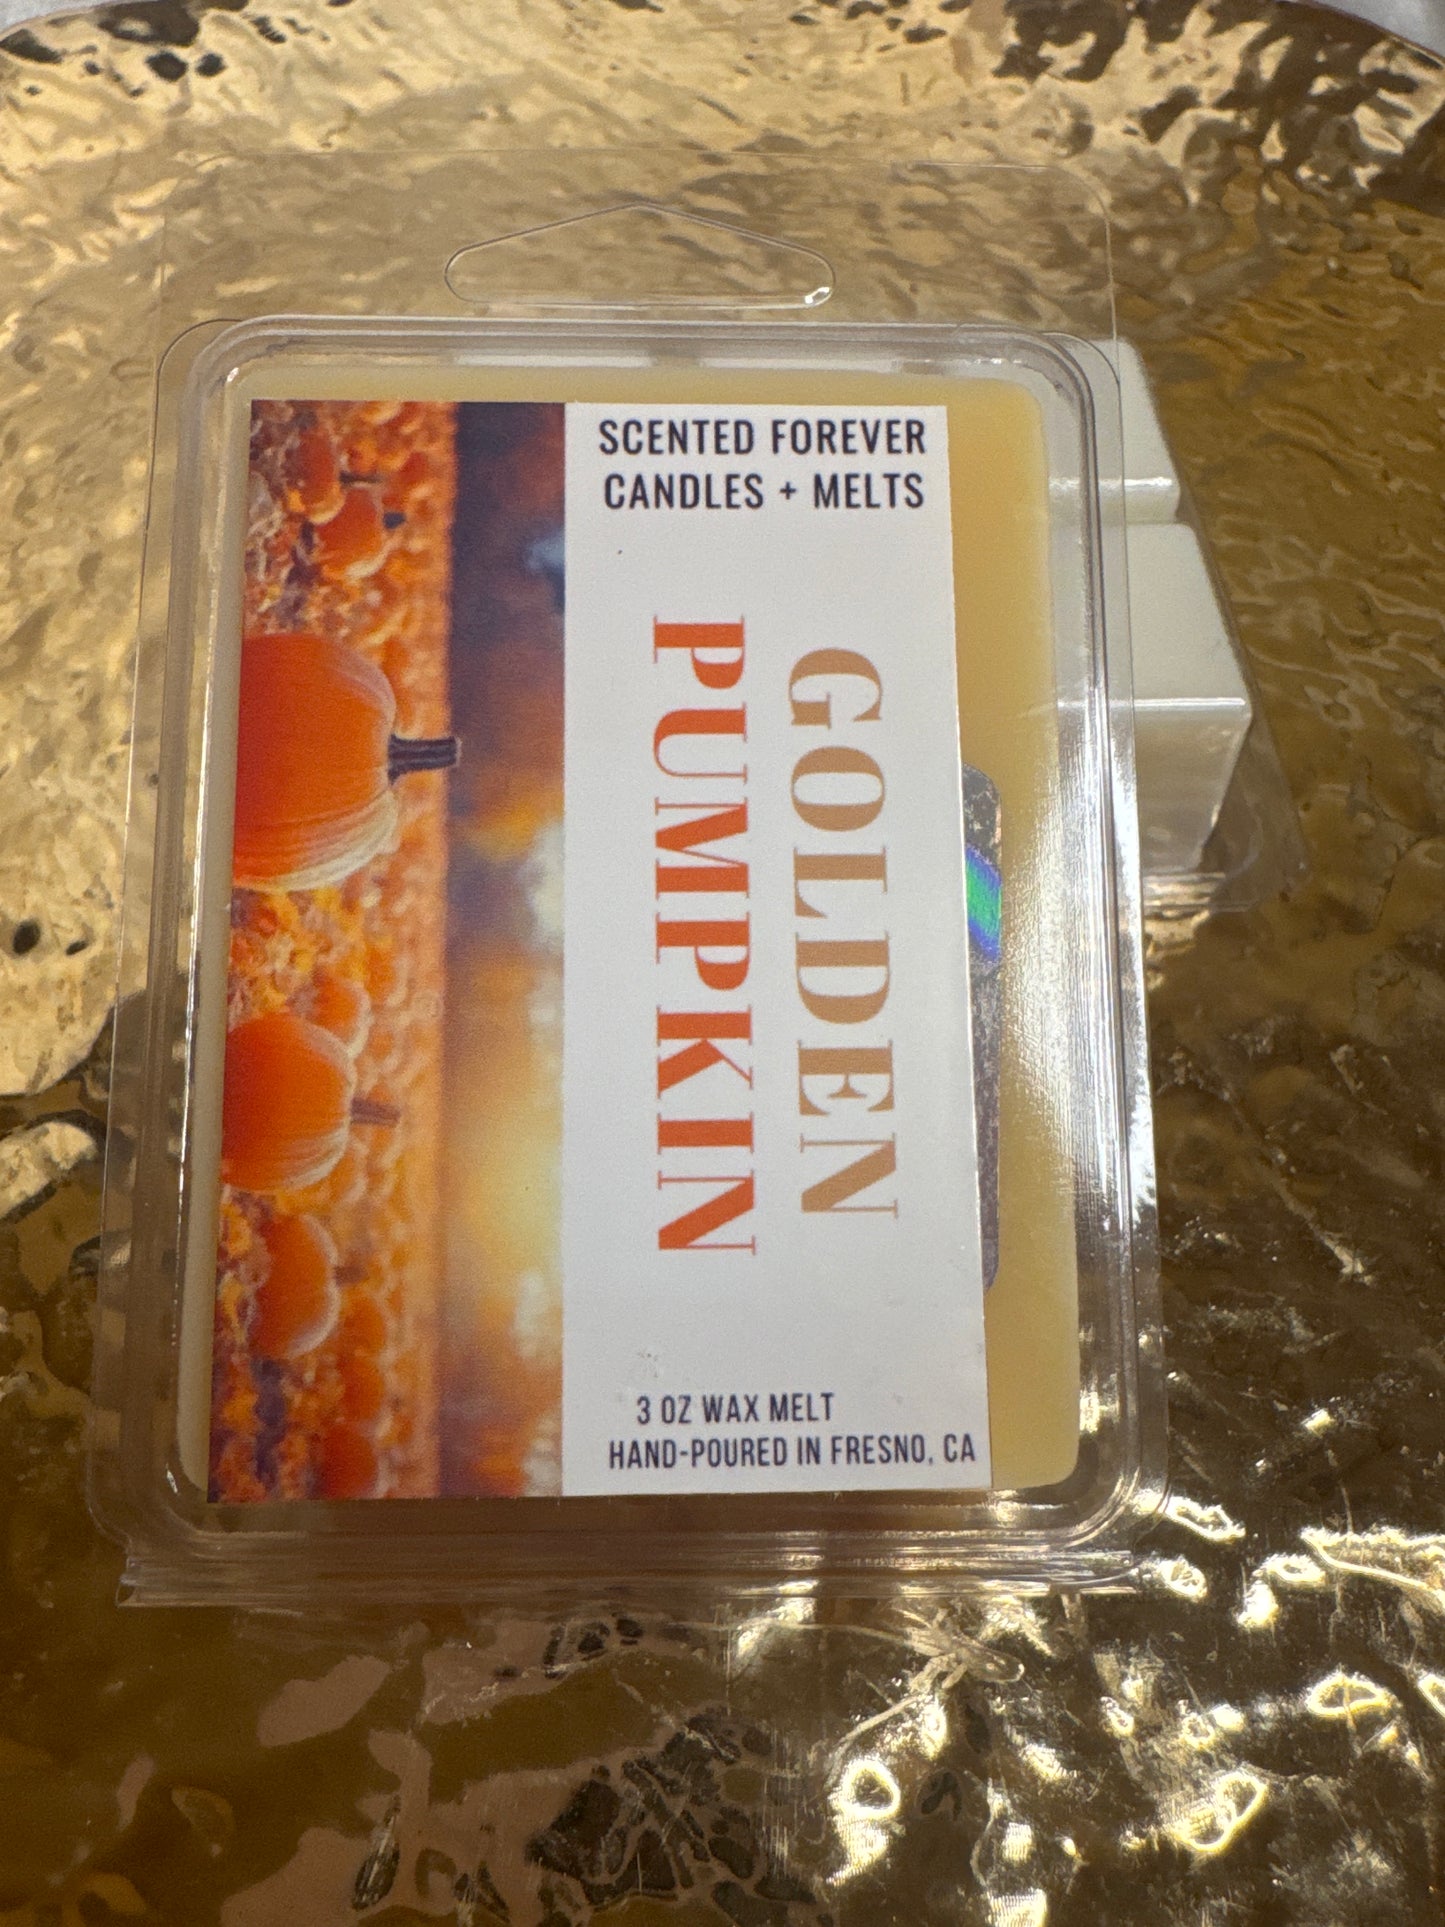 SCENTED FOREVER
CANDLES + MELTS
GOLDEN
PUMPKIN
3 OZ WAX MELT
HAND-POURED IN FRESNO, CA